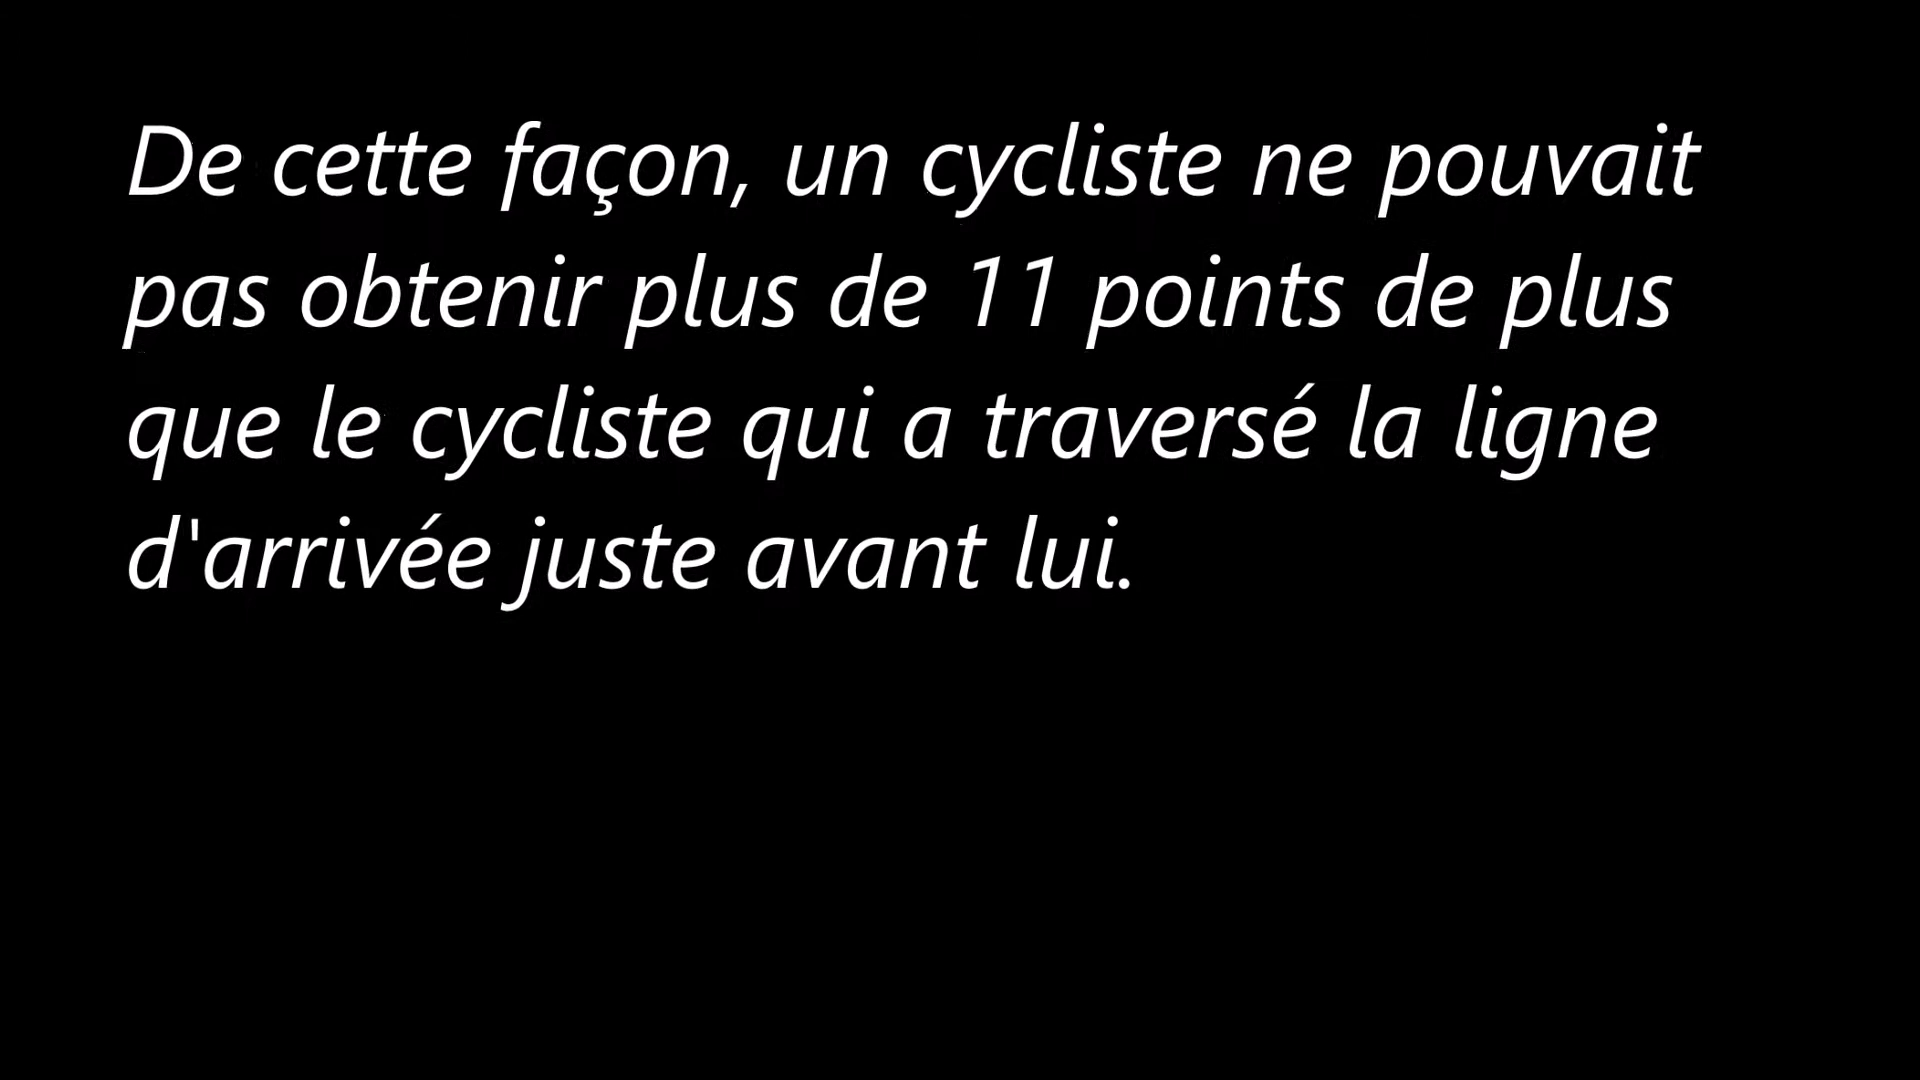 De cette façon, un cycliste ne pouvait
pas obtenir plus de 11 points de plus
que le cycliste qui a traversé la ligne
d'arrivée juste avant lui.